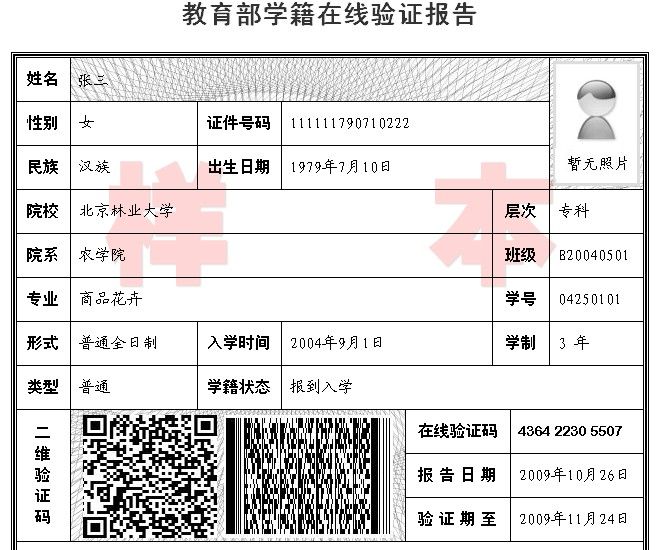 教育部学籍在线验证报告
姓名 张三
性别 女 证件号码 111111790710222
暂无照片
民族 汉族 出生日期 1979年7月10日
样本
院校 北京林业大学 层次 专科
院系 农学院 班级 B20040501
专业 商品花卉 学号 04250101
形式 普通全日制 入学时间 2004年9月1日 学制 3 年
类型 普通 学籍状态 报到入学
二维验证码
在线验证码 4364 2230 5507
报告日期 2009年10月26日
验证期至 2009年11月24日